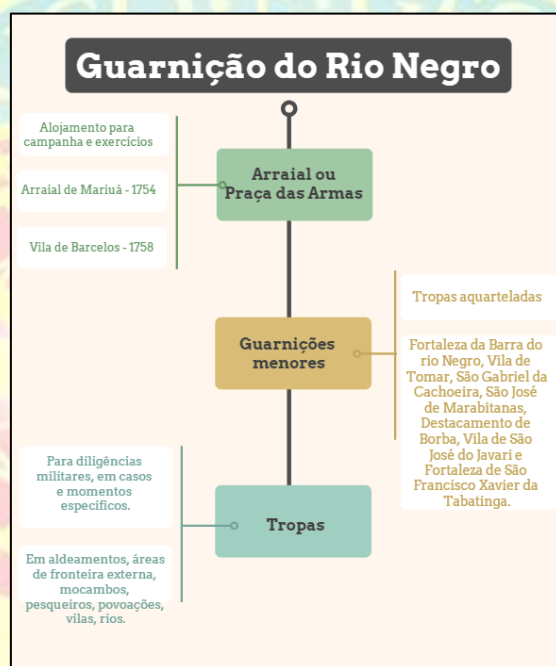 Guarnição do Rio Negro
Alojamento para
campanha e exercícios
Arraial de Mariuá - 1754
Vila de Barcelos - 1758
Arraial ou
Praça das Armas
Guarnições
menores
Tropas aquarteladas
Fortaleza da Barra do
rio Negro, Vila de
Tomar, São Gabriel da
Cachoeira, São José
de Marabitanas,
Destacamento de
Borba, Vila de São
José do Javari e
Fortaleza de São
Francisco Xavier da
Tabatinga.
Para diligências
militares, em casos
e momentos
específicos.
Em aldeamentos, áreas
de fronteira externa,
mocambos,
pesqueiros, povoações,
vilas, rios.
Tropas